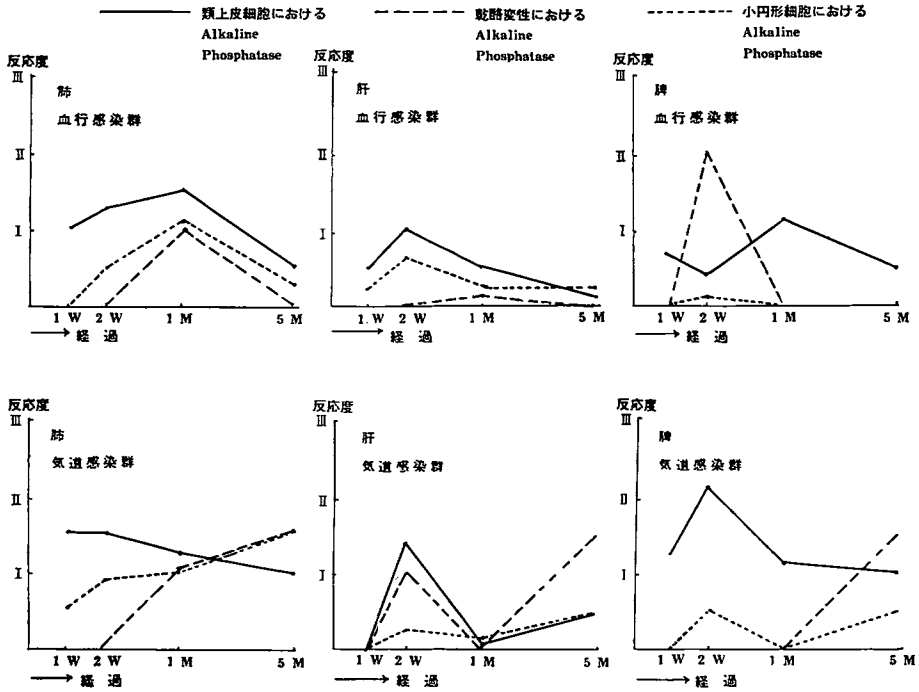 類上皮細胞における
Alkaline
Phosphatase
乾酪変性における
Alkaline
Phosphatase
小円形細胞における
Alkaline
Phosphatase
反応度
III
II
I
肺
血行感染群
1 W 2 W 1 M 5 M
経過
反応度
III
II
I
肝
血行感染群
1. W 2 W 1 M 5 M
経過
反応度
III
II
I
脾
血行感染群
1 W 2 W 1 M 5 M
経過
反応度
III
II
I
肺
気道感染群
1 W 2 W 1 M 5 M
経過
反応度
III
II
I
肝
気道感染群
1 W 2 W 1 M 5 M
経過
反応度
III
II
I
脾
気道感染群
1 W 2 W 1 M 5 M
経過